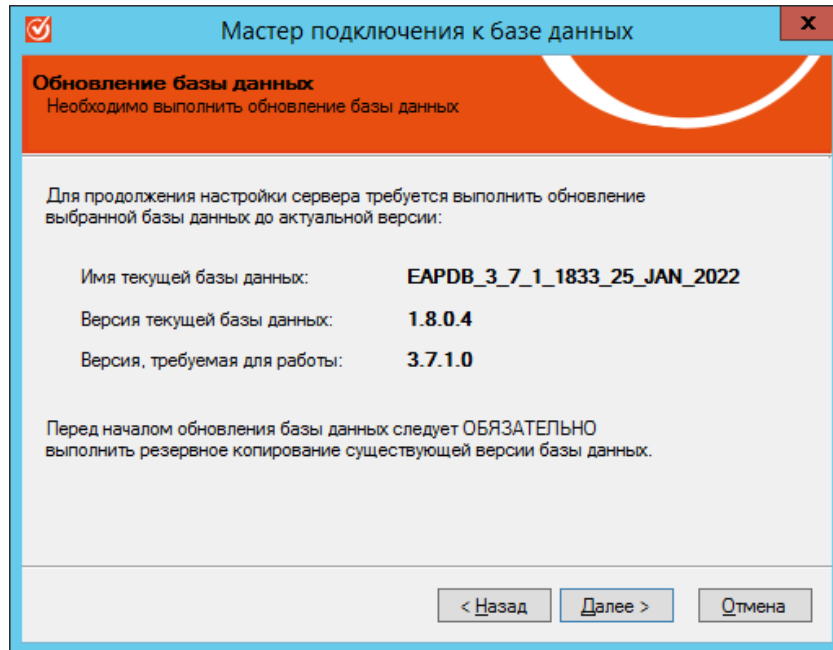 Мастер подключения к базе данных
x
Обновление базы данных
Необходимо выполнить обновление базы данных
Для продолжения настройки сервера требуется выполнить обновление
выбранной базы данных до актуальной версии:
Имя текущей базы данных: EAPDB_3_7_1_1833_25_JAN_2022
Версия текущей базы данных: 1.8.0.4
Версия, требуемая для работы: 3.7.1.0
Перед началом обновления базы данных следует ОБЯЗАТЕЛЬНО
выполнить резервное копирование существующей версии базы данных.
< Назад Далее > Отмена